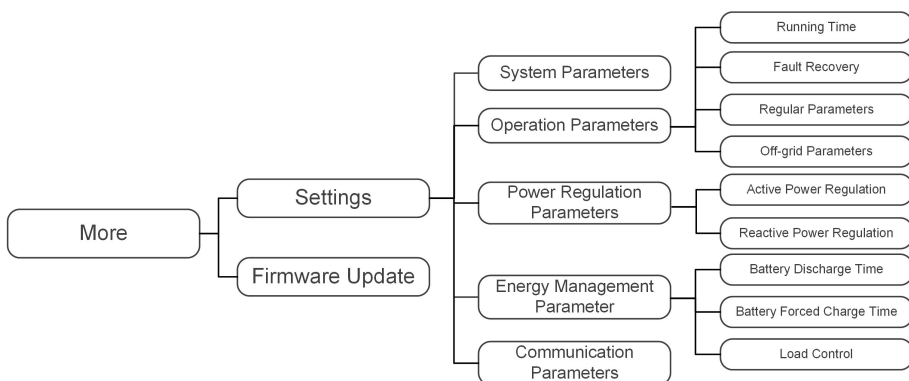 More
Settings
Firmware Update
System Parameters
Operation Parameters
Power Regulation
Parameters
Energy Management
Parameter
Communication
Parameters
Running Time
Fault Recovery
Regular Parameters
Off-grid Parameters
Active Power Regulation
Reactive Power Regulation
Battery Discharge Time
Battery Forced Charge Time
Load Control